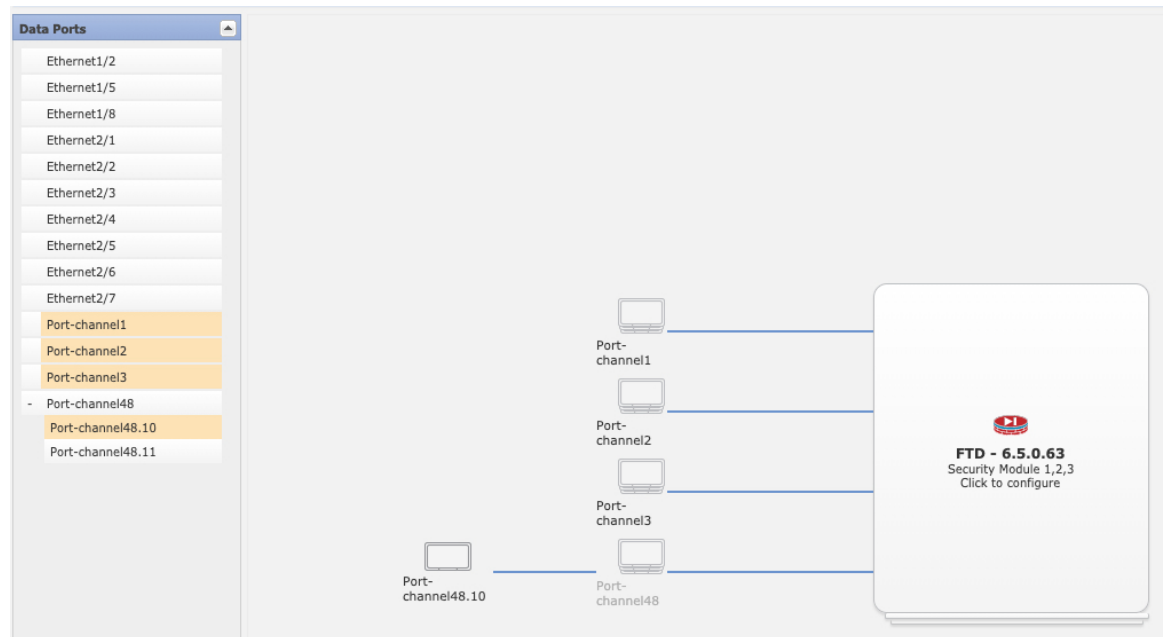 Data Ports
Ethernet1/2
Ethernet1/5
Ethernet1/8
Ethernet2/1
Ethernet2/2
Ethernet2/3
Ethernet2/4
Ethernet2/5
Ethernet2/6
Ethernet2/7
Port-channel1
Port-channel2
Port-channel3
- Port-channel48
Port-channel48.10
Port-channel48.11
Port-
channel1
Port-
channel2
Port-
channel3
Port-
channel48.10
Port-
channel48
FTD - 6.5.0.63
Security Module 1,2,3
Click to configure